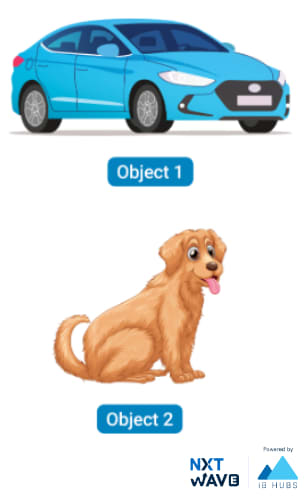 Object 1
Object 2
Powered by
NXT
WAVE
iB HUBS